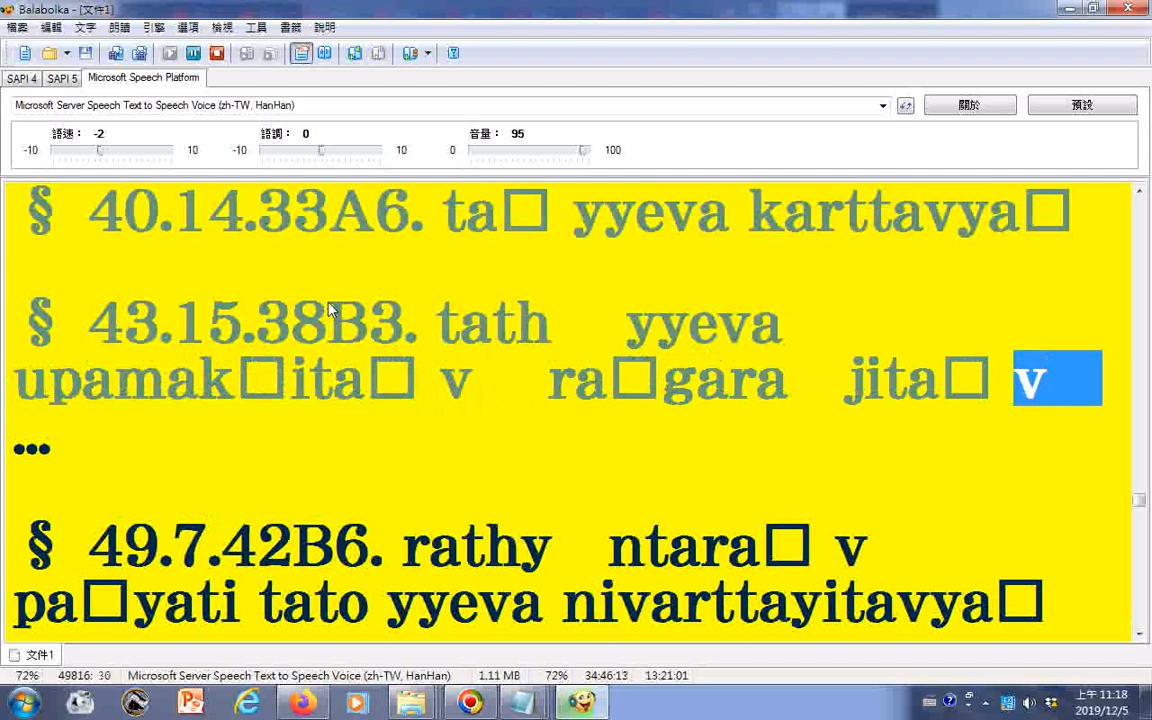 Balabolka - [文件1]
檔案 編輯 文字 朗讀 引擎 選項 檢視 工具 書籤 說明
SAPI 4 SAPI 5 Microsoft Speech Platform
Microsoft Server Speech Text to Speech Voice (zh-TW, HanHan) 關於 預設
語速： -2 語調： 0 音量： 95
-10 10 -10 10 0 100
§ 40.14.33A6. ta□ yyeva karttavya□
§ 43.15.38B3. tath yyeva
upamak□ita□ v ra□gara jita□ v
...
§ 49.7.42B6. rathy ntara□ v
pa□yati tato yyeva nivarttayitavya□
文件1
72% 49816: 30 Microsoft Server Speech Text to Speech Voice (zh-TW, HanHan) 1.11 MB 72% 34:46:13 13:21:01
上午 11:18
2019/12/5